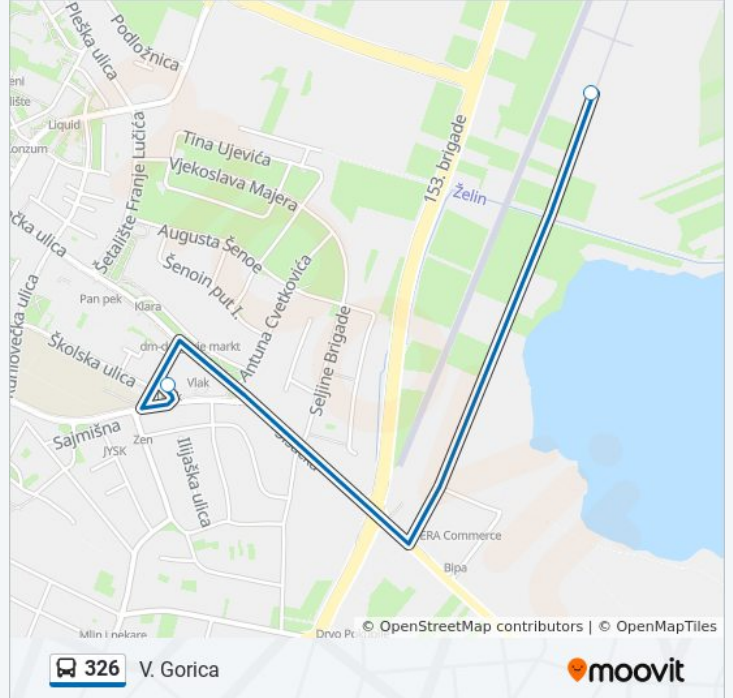 Pleška ulica
Podložnica
Liquid
Šetalište Franje Lučića
Tina Ujevića
Vjekoslava Majera
153. brigade
Želin
Augusta Šenoe
Šenoin put I.
Antuna Cvetkovića
Seljine Brigade
Pan pek
Klara
Školska ulica
Vlak
Sajmišna
Zen
JYSK
Ilijaška ulica
ERA Commerce
Bipa
© OpenStreetMap contributors | © OpenMapTiles
326 V. Gorica
moovit